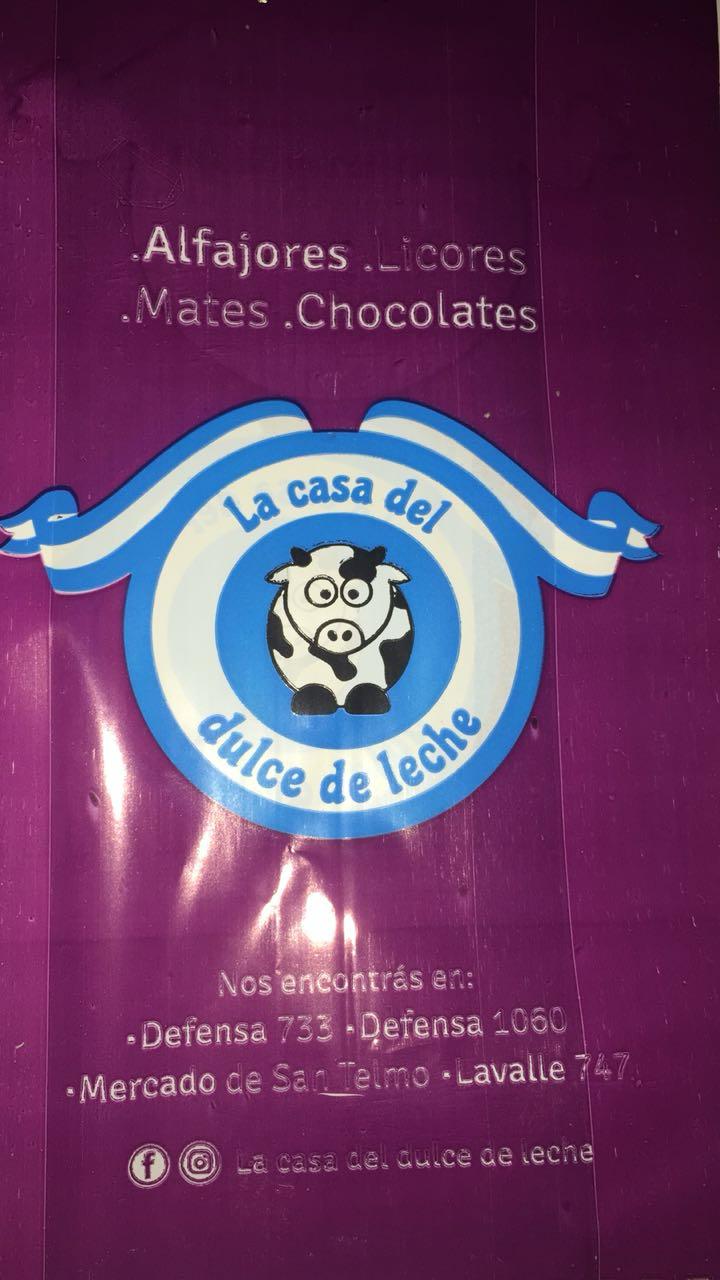 .Alfajores .Licores
.Mates .Chocolates
La casa del
dulce de leche
Nos encontrás en:
•Defensa 733 •Defensa 1060
•Mercado de San Telmo •Lavalle 747
f La casa del dulce de leche